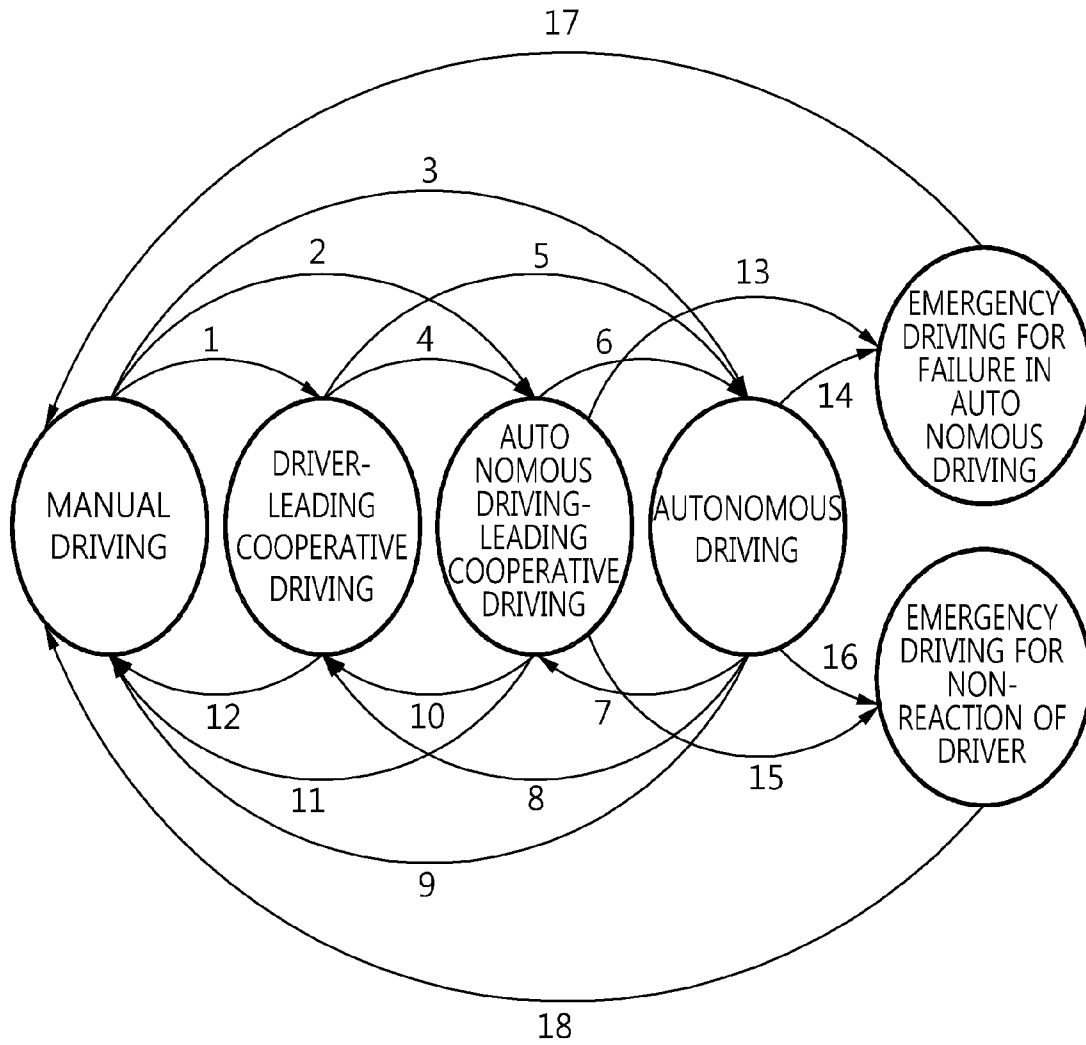 17
3
2
5
13
1
4
6
14
MANUAL
DRIVING
DRIVER-
LEADING
COOPERATIVE
DRIVING
AUTO
NOMOUS
DRIVING-
LEADING
COOPERATIVE
DRIVING
AUTONOMOUS
DRIVING
EMERGENCY
DRIVING FOR
FAILURE IN
AUTO
NOMOUS
DRIVING
EMERGENCY
DRIVING FOR
NON-
REACTION OF
DRIVER
16
12
10
7
15
11
8
9
18